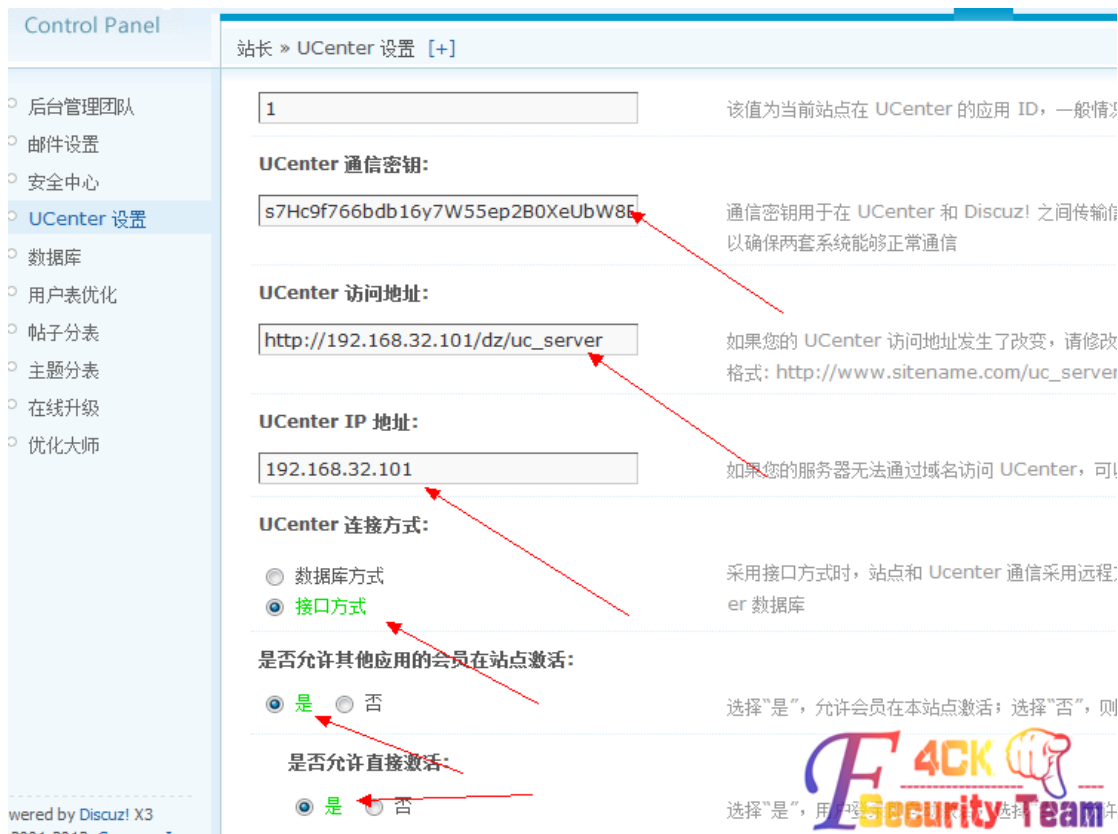 Control Panel
站长 » UCenter 设置 [+]
后台管理团队
邮件设置
安全中心
UCenter 设置
数据库
用户表优化
帖子分表
主题分表
在线升级
优化大师
wered by Discuz! X3
1
该值为当前站点在 UCenter 的应用 ID，一般情
UCenter 通信密钥:
s7Hc9f766bdb16y7W55ep2B0XeUbW8
通信密钥用于在 UCenter 和 Discuz! 之间传输
以确保两套系统能够正常通信
UCenter 访问地址:
http://192.168.32.101/dz/uc_server
如果您的 UCenter 访问地址发生了改变，请修改
格式: http://www.sitename.com/uc_server
UCenter IP 地址:
192.168.32.101
如果您的服务器无法通过域名访问 UCenter，可
UCenter 连接方式:
数据库方式
接口方式
采用接口方式时，站点和 Ucenter 通信采用远程
er 数据库
是否允许其他应用的会员在站点激活:
是 否
选择“是”，允许会员在本站点激活；选择“否”，则
是否允许直接激活:
是 否
选择“是”，用户登
F4CK
Security Team